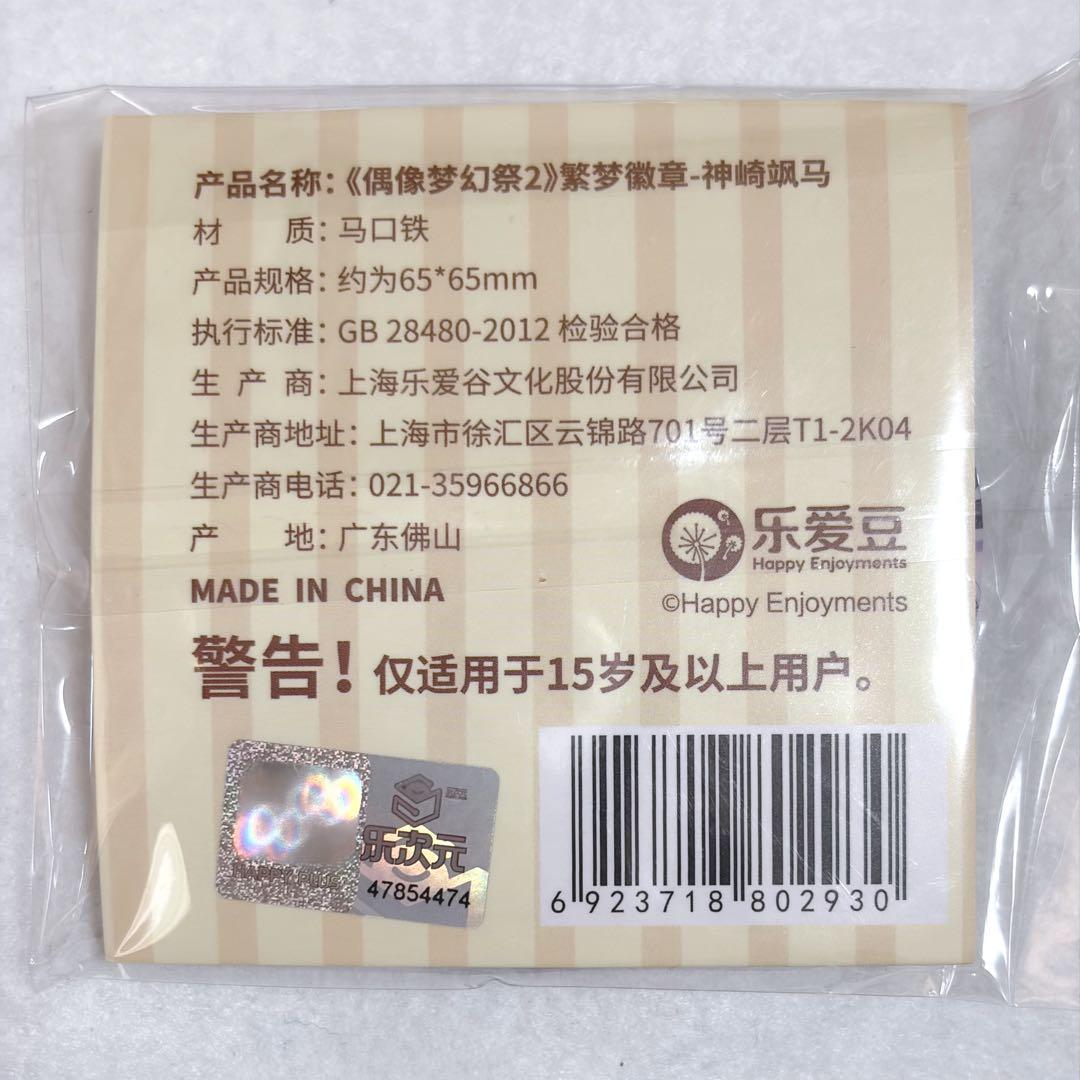 产品名称：《偶像梦幻祭2》繁梦徽章-神崎飒马
材 质：马口铁
产品规格：约为65*65mm
执行标准：GB 28480-2012 检验合格
生 产 商：上海乐爱谷文化股份有限公司
生产商地址：上海市徐汇区云锦路701号二层T1-2K04
生产商电话：021-35966866
产 地：广东佛山
MADE IN CHINA
乐爱豆
Happy Enjoyments
©Happy Enjoyments
警告！仅适用于15岁及以上用户。
HAPPY PLUS
乐次元
47854474
6 923718 802930